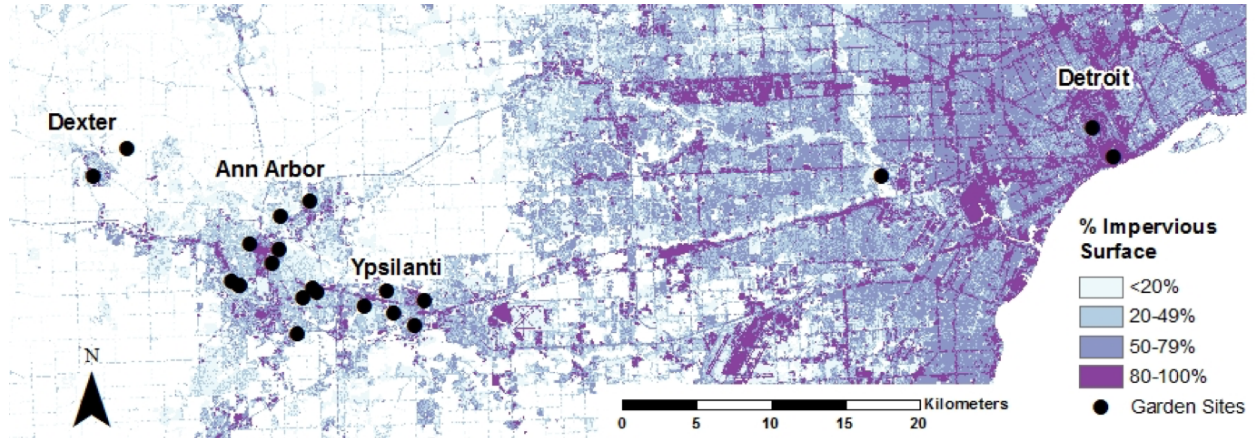 Detroit
Dexter
Ann Arbor
Ypsilanti
% Impervious
Surface
<20%
20-49%
50-79%
80-100%
Garden Sites
N
Kilometers
0 5 10 15 20